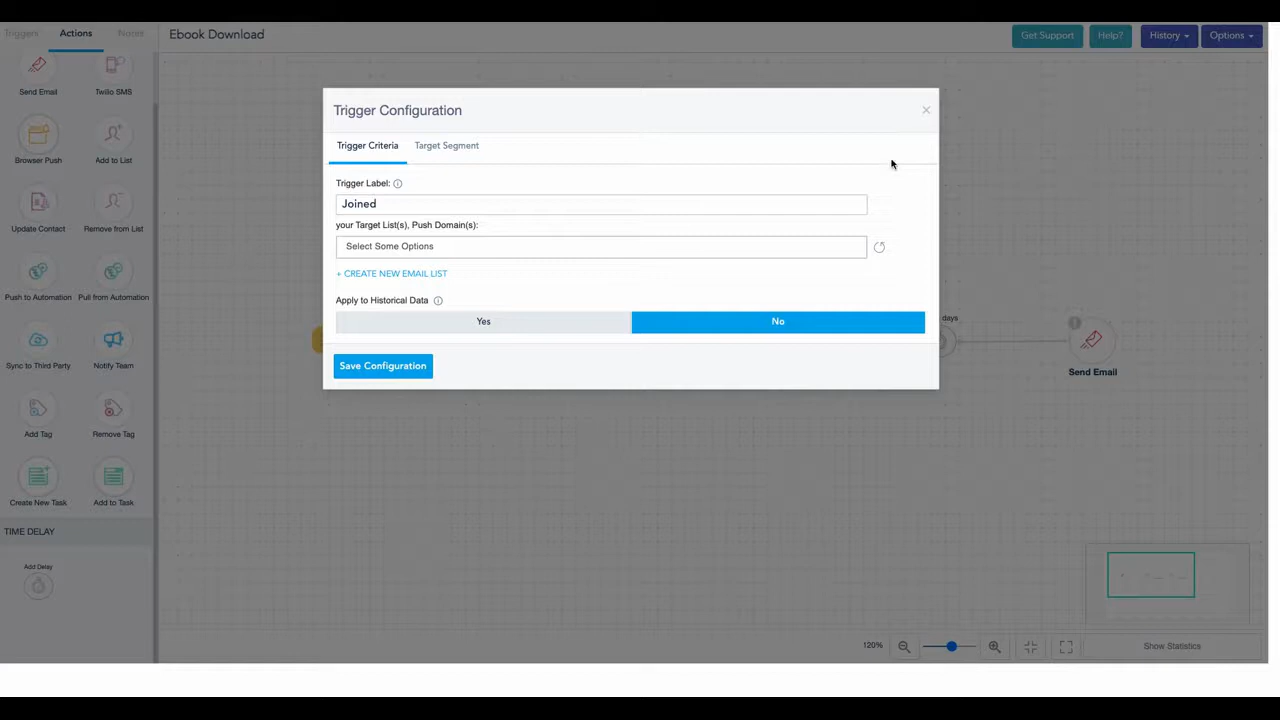 Triggers
Actions
Notes
Ebook Download
Get Support
Help?
History
Options
Send Email
Twilio SMS
Browser Push
Add to List
Update Contact
Remove from List
Push to Automation
Pull from Automation
Sync to Third Party
Notify Team
Add Tag
Remove Tag
Create New Task
Add to Task
TIME DELAY
Add Delay
Trigger Configuration
×
Trigger Criteria
Target Segment
Trigger Label:
Joined
your Target List(s), Push Domain(s):
Select Some Options
+ CREATE NEW EMAIL LIST
Apply to Historical Data
Yes
No
Save Configuration
days
Send Email
120%
Show Statistics